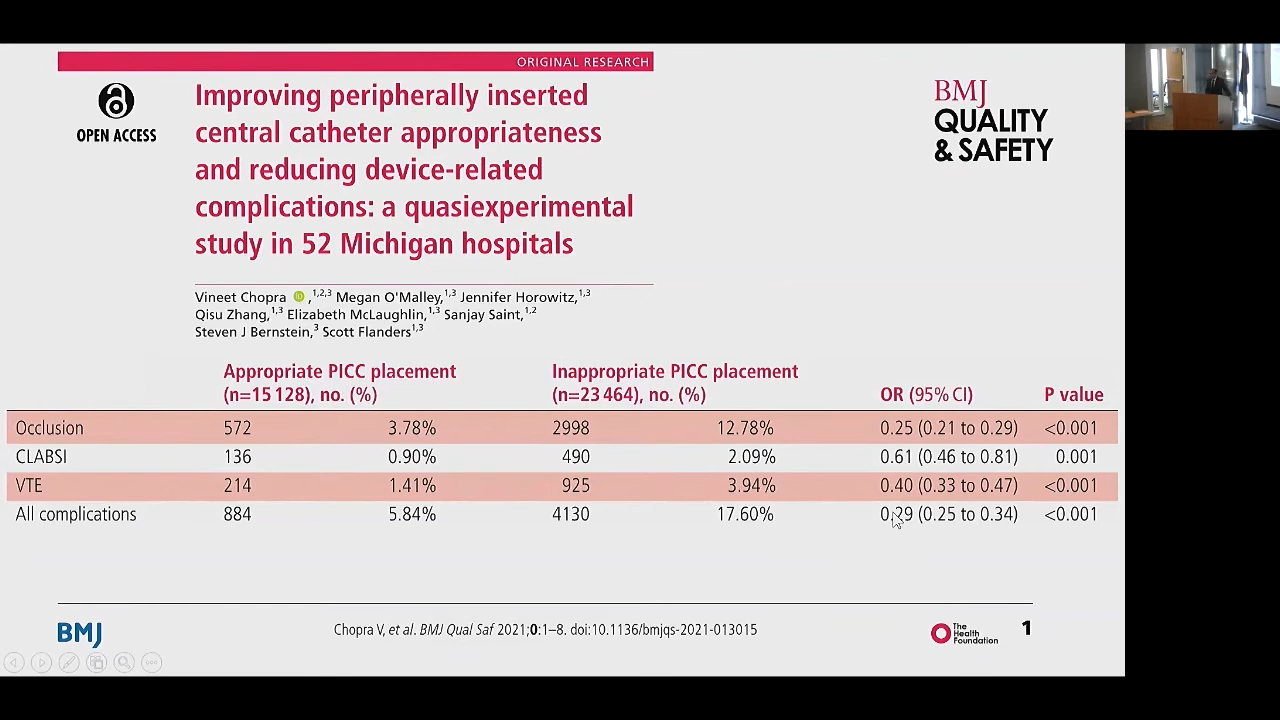 ORIGINAL RESEARCH
OPEN ACCESS
Improving peripherally inserted
central catheter appropriateness
and reducing device-related
complications: a quasiexperimental
study in 52 Michigan hospitals
BMJ
QUALITY
& SAFETY
Vineet Chopra ,1,2,3 Megan O'Malley,1,3 Jennifer Horowitz,1,3
Qisu Zhang,1,3 Elizabeth McLaughlin,1,3 Sanjay Saint,1,2
Steven J Bernstein,3 Scott Flanders1,3
Appropriate PICC placement (n=15 128), no. (%) Inappropriate PICC placement (n=23 464), no. (%) OR (95% CI) P value
Occlusion 572 3.78% 2998 12.78% 0.25 (0.21 to 0.29) <0.001
CLABSI 136 0.90% 490 2.09% 0.61 (0.46 to 0.81) 0.001
VTE 214 1.41% 925 3.94% 0.40 (0.33 to 0.47) <0.001
All complications 884 5.84% 4130 17.60% 0.29 (0.25 to 0.34) <0.001
BMJ
Chopra V, et al. BMJ Qual Saf 2021;0:1–8. doi:10.1136/bmjqs-2021-013015
The
Health
Foundation
1